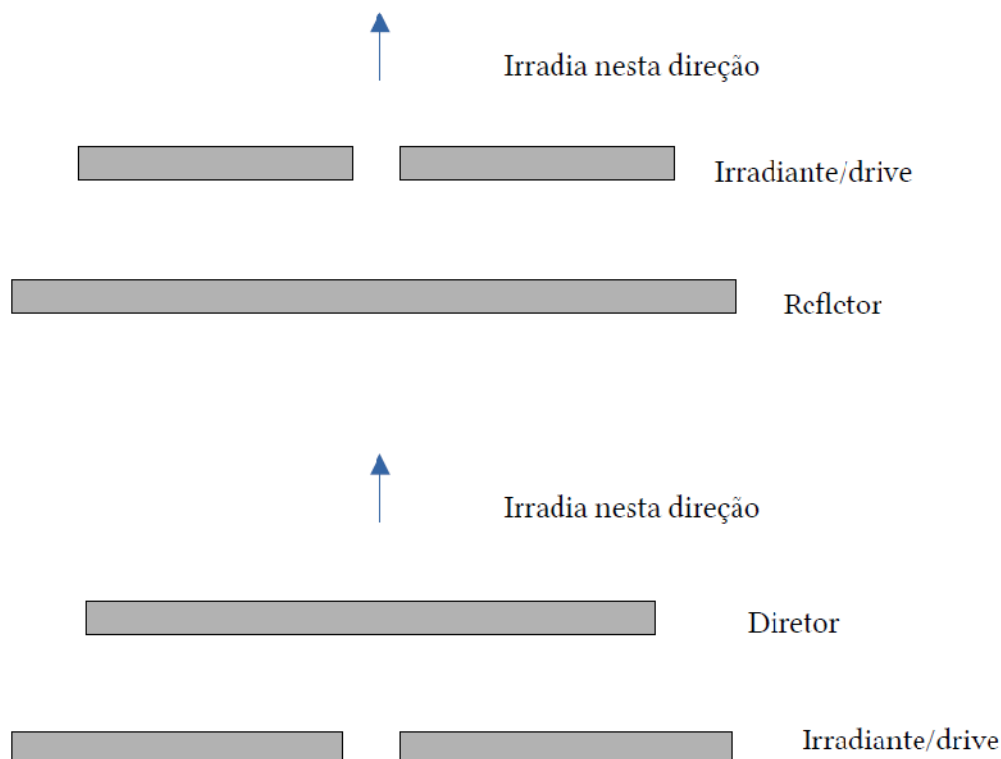 Irradia nesta direção
Irradiante/drive
Refletor
Irradia nesta direção
Diretor
Irradiante/drive